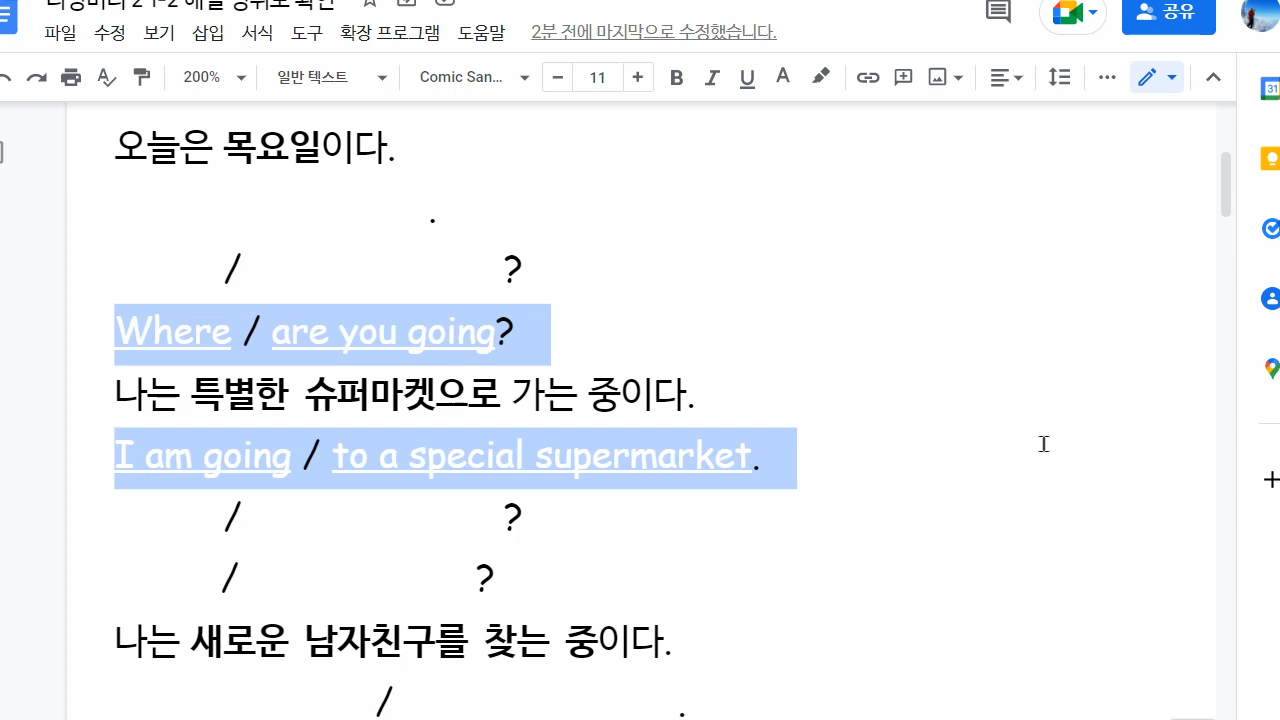 파일 수정 보기 삽입 서식 도구 확장 프로그램 도움말 2분 전에 마지막으로 수정했습니다. 공유
200% 일반 텍스트 Comic San... – 11 + B I U A
31
오늘은 목요일이다.
.
/ ?
Where / are you going?
나는 특별한 슈퍼마켓으로 가는 중이다.
I am going / to a special supermarket.
/ ?
/ ?
나는 새로운 남자친구를 찾는 중이다.
/ .